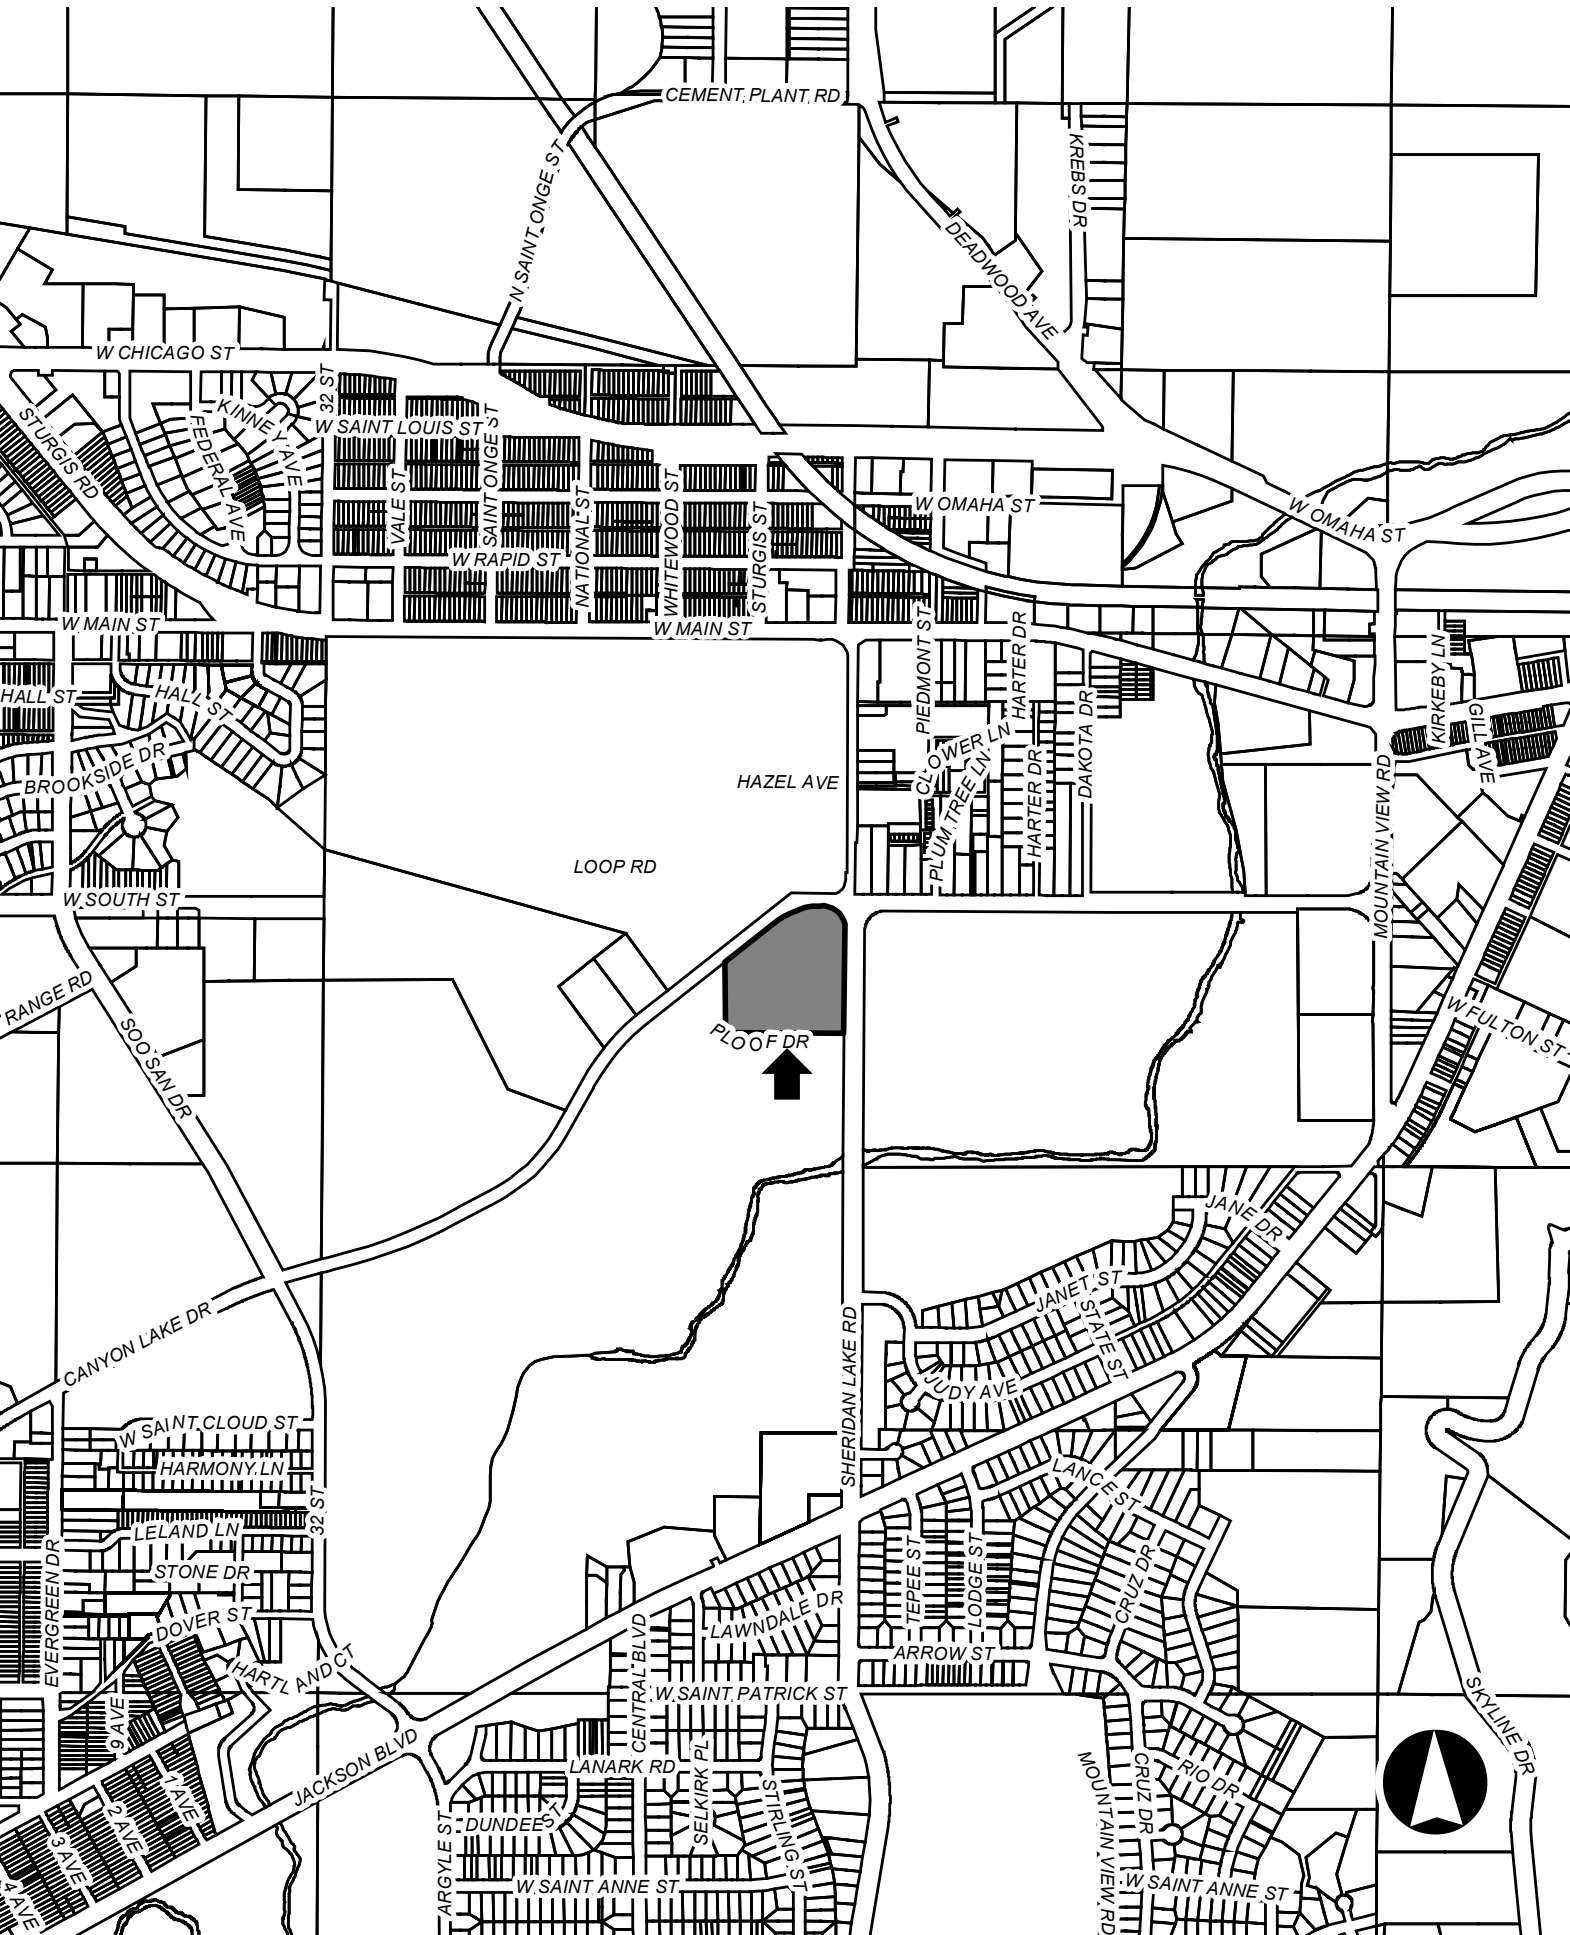 CEMENT PLANT RD
KREBS DR
N SAINT ONGE ST
DEADWOOD AVE
W CHICAGO ST
32 ST
KINNEY AVE
STURGIS RD
FEDERAL AVE
W SAINT LOUIS ST
SAINT ONGE ST
VALE ST
NATIONAL ST
WHITEWOOD ST
STURGIS ST
W OMAHA ST
W OMAHA ST
W RAPID ST
W MAIN ST
W MAIN ST
PIEDMONT ST
HARTER DR
KIRKEBY LN
HALL ST
HALL ST
DAKOTA DR
GILL AVE
CLOWER LN
BROOKSIDE DR
HAZEL AVE
PLUM TREE LN
HARTER DR
MOUNTAIN VIEW RD
LOOP RD
W SOUTH ST
RANGE RD
SOO SAN DR
W FULTON ST
PLOOF DR
JANE DR
JANET ST
STATE ST
CANYON LAKE DR
SHERIDAN LAKE RD
JUDY AVE
W SAINT CLOUD ST
HARMONY LN
LANCE ST
32 ST
LELAND LN
STONE DR
EVERGREEN DR
TEPEE ST
LODGE ST
CRUZ DR
DOVER ST
LAWNDALE DR
CENTRAL BLVD
ARROW ST
HARTLAND CT
W SAINT PATRICK ST
SKYLINE DR
9 AVE
JACKSON BLVD
LANARK RD
SELKIRK PL
STIRLING ST
MOUNTAIN VIEW RD
CRUZ DR
RIO DR
1 AVE
2 AVE
3 AVE
4 AVE
ARGYLE ST
DUNDEE ST
W SAINT ANNE ST
W SAINT ANNE ST